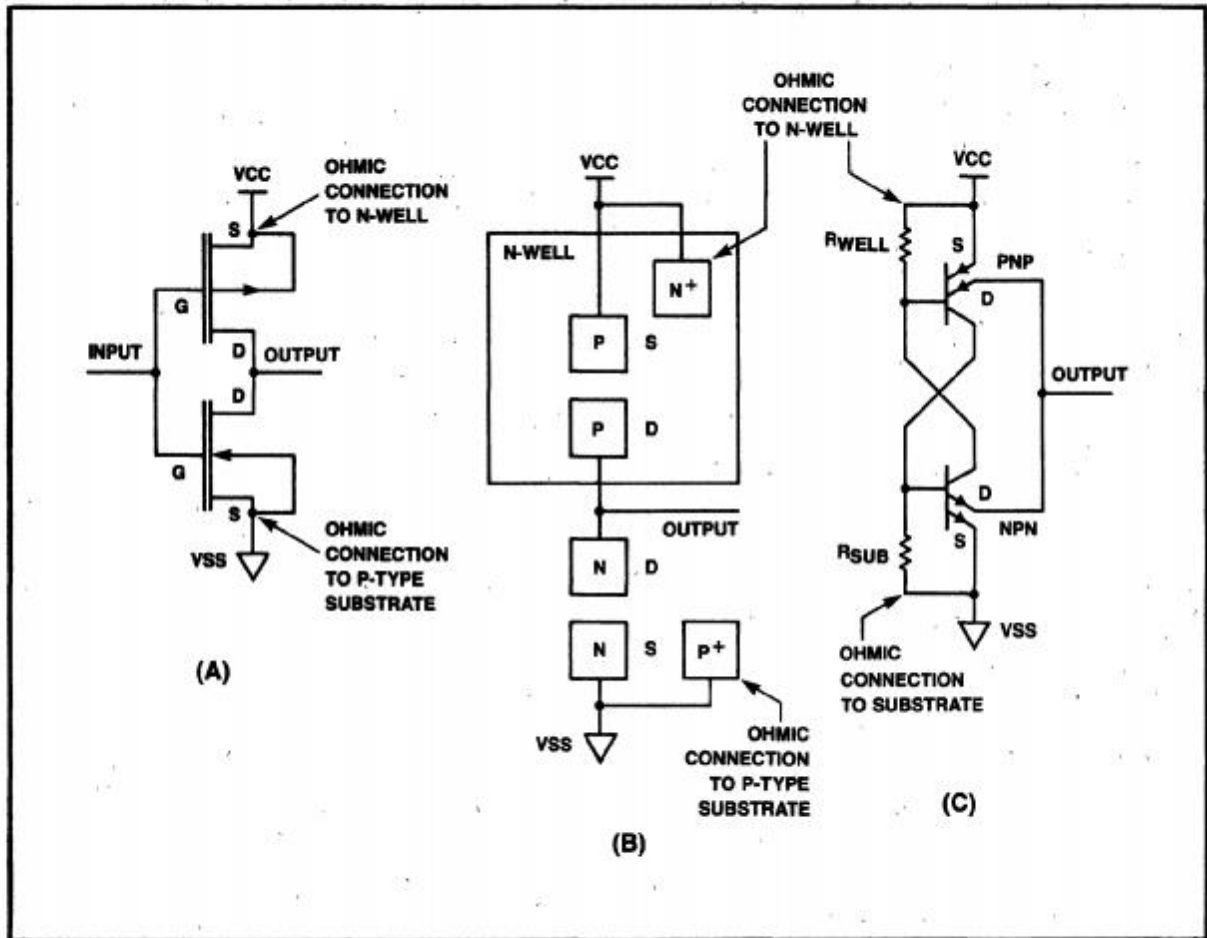 VCC
OHMIC
CONNECTION
TO N-WELL
S
G
D
INPUT
OUTPUT
D
G
S
VSS
OHMIC
CONNECTION
TO P-TYPE
SUBSTRATE
(A)
OHMIC
CONNECTION
TO N-WELL
VCC
N-WELL
N+
P
S
P
D
OUTPUT
N
D
N
S
P+
VSS
OHMIC
CONNECTION
TO P-TYPE
SUBSTRATE
(B)
VCC
RWELL
S
PNP
D
OUTPUT
D
NPN
S
RSUB
VSS
OHMIC
CONNECTION
TO SUBSTRATE
(C)